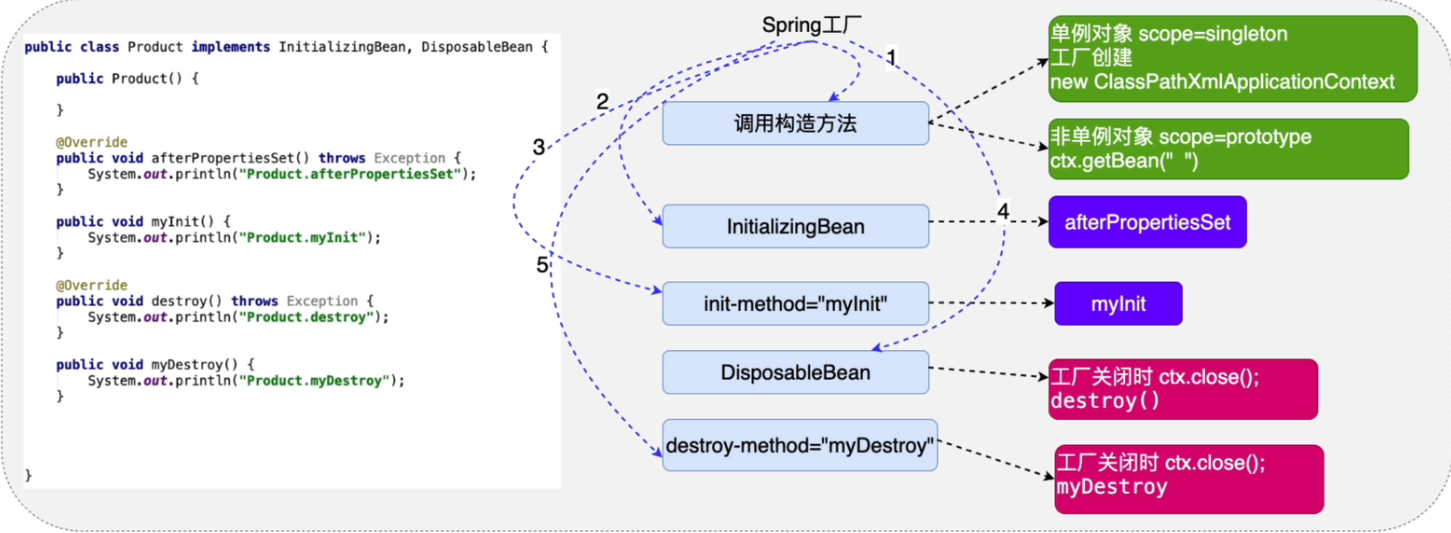 public class Product implements InitializingBean, DisposableBean {
public Product() {
}
@Override
public void afterPropertiesSet() throws Exception {
System.out.println("Product.afterPropertiesSet");
}
public void myInit() {
System.out.println("Product.myInit");
}
@Override
public void destroy() throws Exception {
System.out.println("Product.destroy");
}
public void myDestroy() {
System.out.println("Product.myDestroy");
}
}
Spring工厂
1
2
3
4
5
调用构造方法
InitializingBean
init-method="myInit"
DisposableBean
destroy-method="myDestroy"
单例对象 scope=singleton
工厂创建
new ClassPathXmlApplicationContext
非单例对象 scope=prototype
ctx.getBean(" ")
afterPropertiesSet
myInit
工厂关闭时 ctx.close();
destroy()
工厂关闭时 ctx.close();
myDestroy